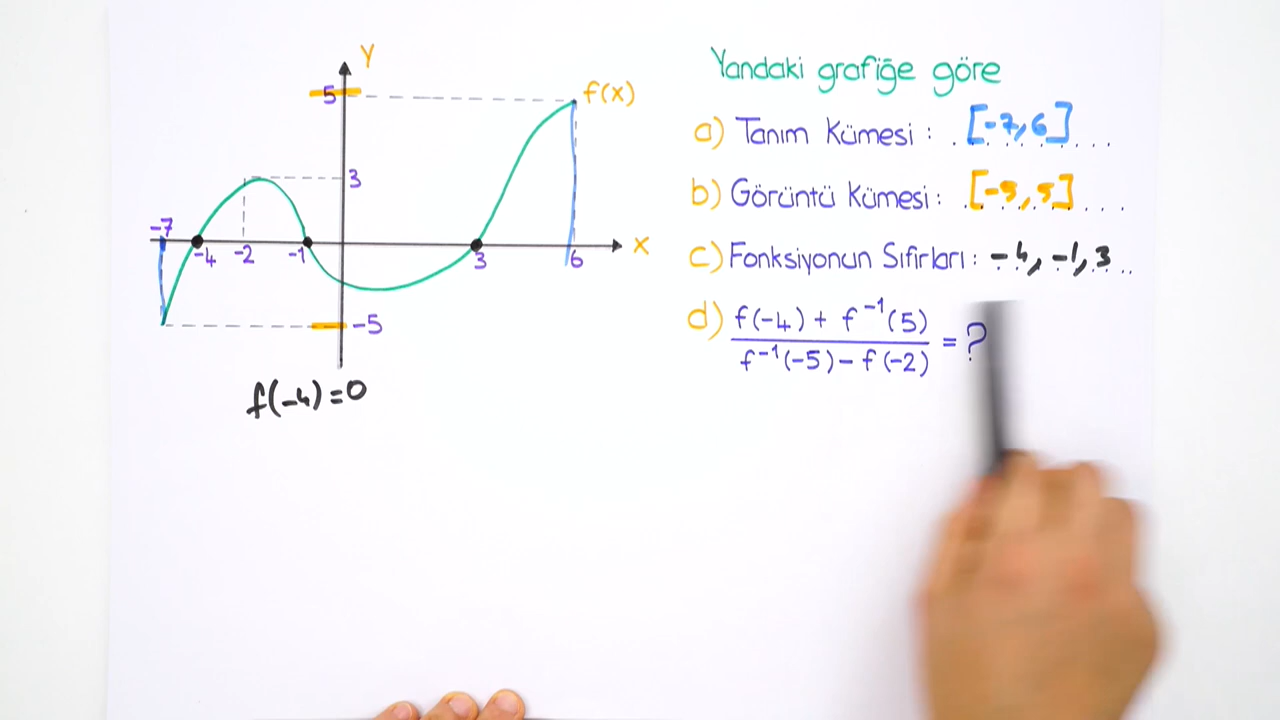 Y
5
f(x)
3
-7
-4 -2 -1 3 6 X
-5
f(-4)=0
Yandaki grafiğe göre
a) Tanım Kümesi : [-7,6]
b) Görüntü Kümesi : [-5,5]
c) Fonksiyonun Sıfırları : -4, -1, 3
d) f(-4) + f⁻¹(5)
f⁻¹(-5) - f(-2)
= ?